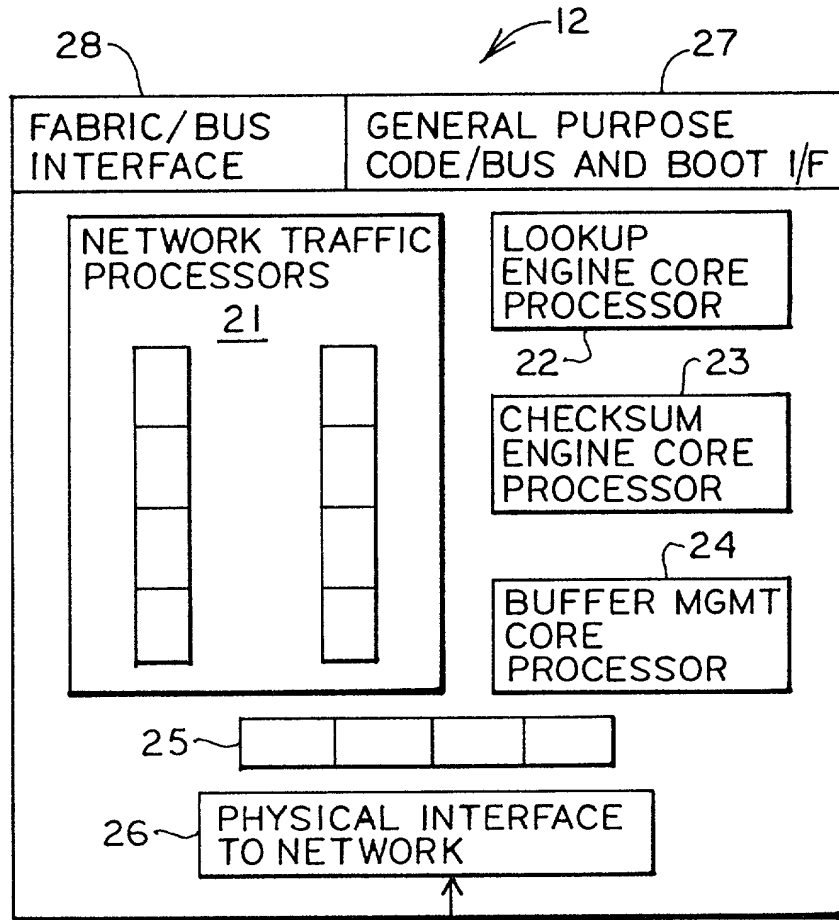 12
28
27
FABRIC/BUS
INTERFACE
GENERAL PURPOSE
CODE/BUS AND BOOT I/F
NETWORK TRAFFIC
PROCESSORS
21
LOOKUP
ENGINE CORE
PROCESSOR
22
23
CHECKSUM
ENGINE CORE
PROCESSOR
24
BUFFER MGMT
CORE
PROCESSOR
25
26
PHYSICAL INTERFACE
TO NETWORK